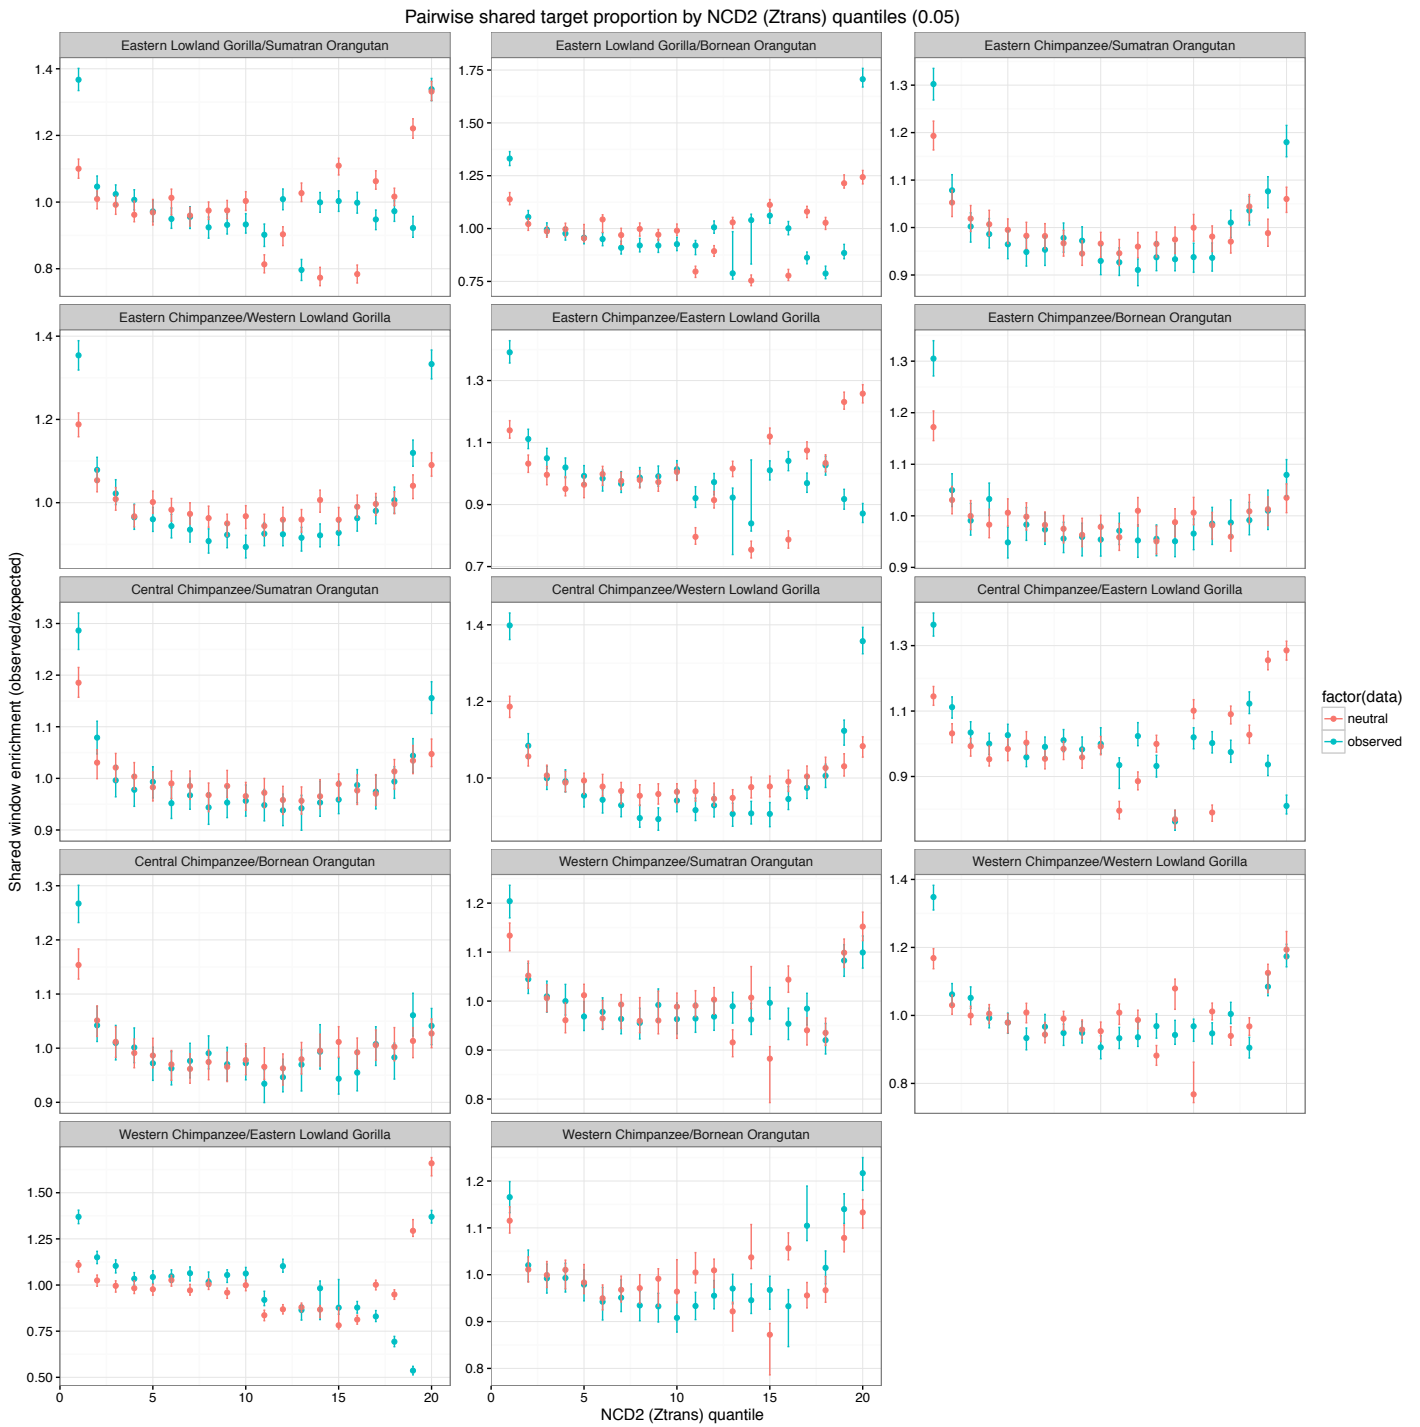 Pairwise shared target proportion by NCD2 (Ztrans) quantiles (0.05)
Eastern Lowland Gorilla/Sumatran Orangutan
Eastern Lowland Gorilla/Bornean Orangutan
Eastern Chimpanzee/Sumatran Orangutan
1.4
1.2
1.0
0.8
1.75
1.50
1.25
1.00
0.75
1.3
1.2
1.1
1.0
0.9
Eastern Chimpanzee/Western Lowland Gorilla
Eastern Chimpanzee/Eastern Lowland Gorilla
Eastern Chimpanzee/Bornean Orangutan
1.4
1.2
1.0
1.3
1.1
0.9
0.7
1.3
1.2
1.1
1.0
0.9
Central Chimpanzee/Sumatran Orangutan
Central Chimpanzee/Western Lowland Gorilla
Central Chimpanzee/Eastern Lowland Gorilla
1.3
1.2
1.1
1.0
0.9
1.4
1.2
1.0
1.3
1.1
0.9
Central Chimpanzee/Bornean Orangutan
Western Chimpanzee/Sumatran Orangutan
Western Chimpanzee/Western Lowland Gorilla
1.3
1.2
1.1
1.0
0.9
1.2
1.1
1.0
0.9
0.8
1.4
1.2
1.0
0.8
Western Chimpanzee/Eastern Lowland Gorilla
Western Chimpanzee/Bornean Orangutan
1.50
1.25
1.00
0.75
0.50
1.2
1.1
1.0
0.9
0.8
0 5 10 15 20
0 5 10 15 20
NCD2 (Ztrans) quantile
Shared window enrichment (observed/expected)
factor(data)
neutral
observed